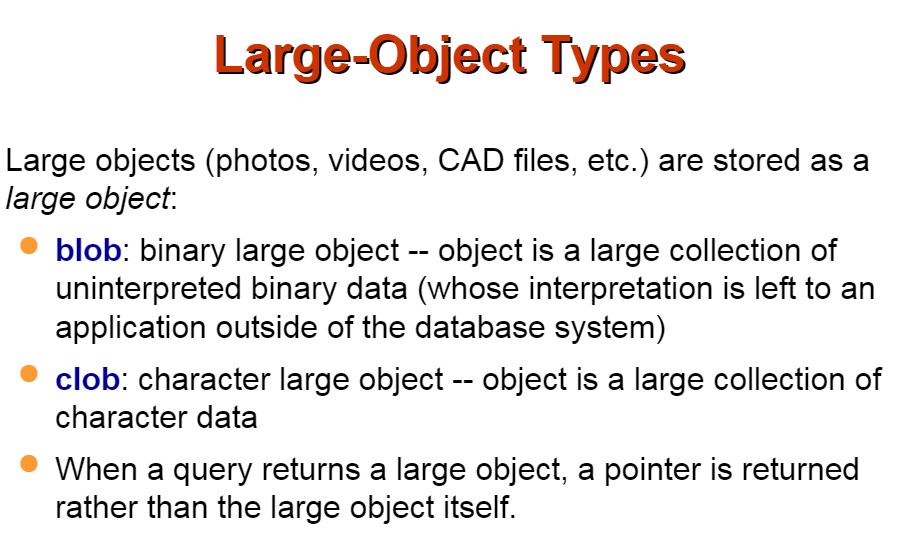 Large-Object Types
Large objects (photos, videos, CAD files, etc.) are stored as a
large object:
blob: binary large object -- object is a large collection of
uninterpreted binary data (whose interpretation is left to an
application outside of the database system)
clob: character large object -- object is a large collection of
character data
When a query returns a large object, a pointer is returned
rather than the large object itself.